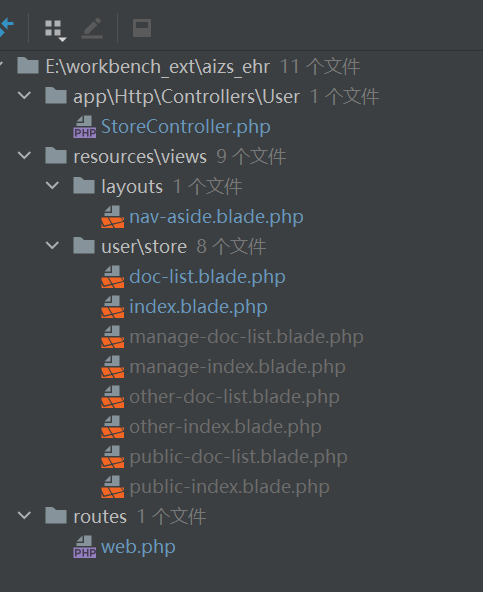 E:\workbench_ext\aizs_ehr 11 个文件
app\Http\Controllers\User 1 个文件
PHP StoreController.php
resources\views 9 个文件
layouts 1 个文件
nav-aside.blade.php
user\store 8 个文件
doc-list.blade.php
index.blade.php
manage-doc-list.blade.php
manage-index.blade.php
other-doc-list.blade.php
other-index.blade.php
public-doc-list.blade.php
public-index.blade.php
routes 1 个文件
PHP web.php